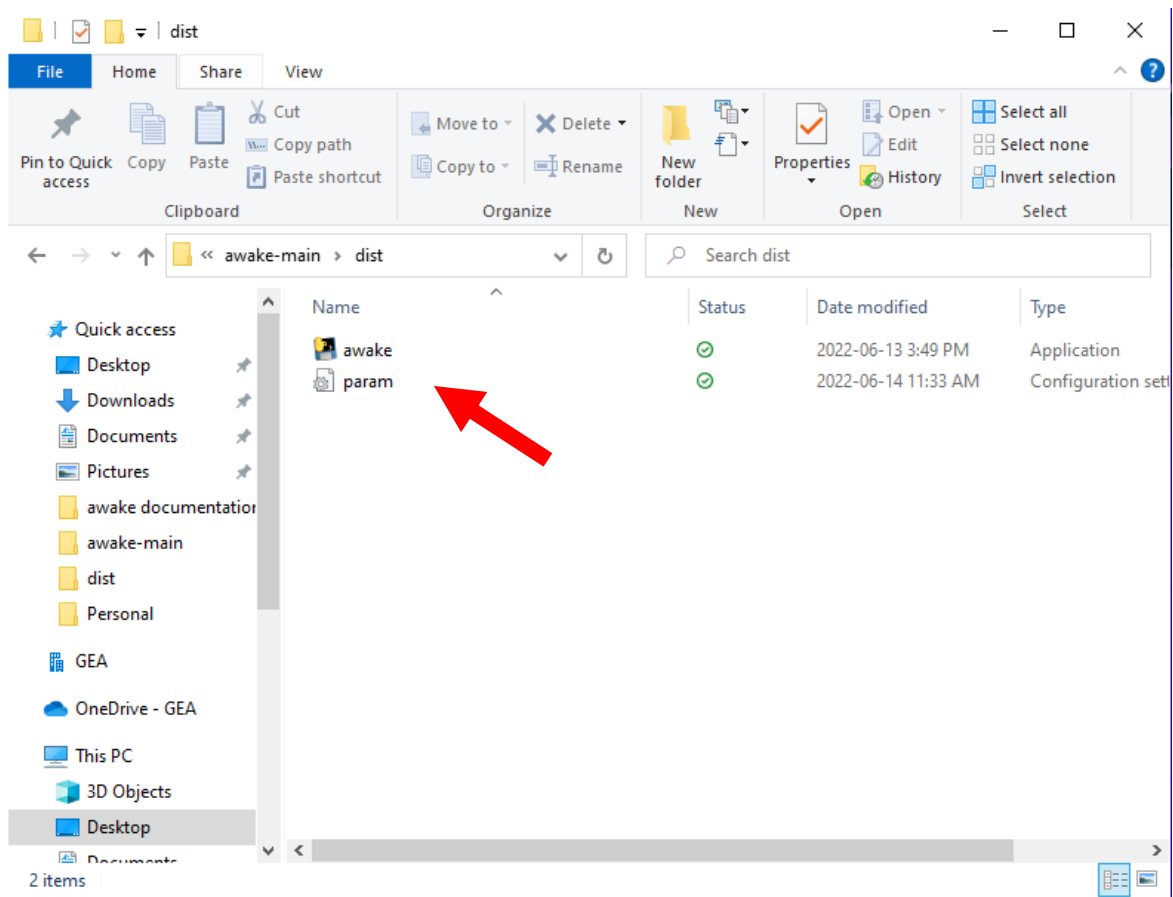 dist
File Home Share View
Pin to Quick access
Copy
Paste
Cut
Copy path
Paste shortcut
Clipboard
Move to
Copy to
Delete
Rename
Organize
New folder
New
Properties
Open
Edit
History
Open
Select all
Select none
Invert selection
Select
« awake-main > dist
Search dist
Name Status Date modified Type
awake 2022-06-13 3:49 PM Application
param 2022-06-14 11:33 AM Configuration sett
Quick access
Desktop
Downloads
Documents
Pictures
awake documentation
awake-main
dist
Personal
GEA
OneDrive - GEA
This PC
3D Objects
Desktop
Documents
2 items